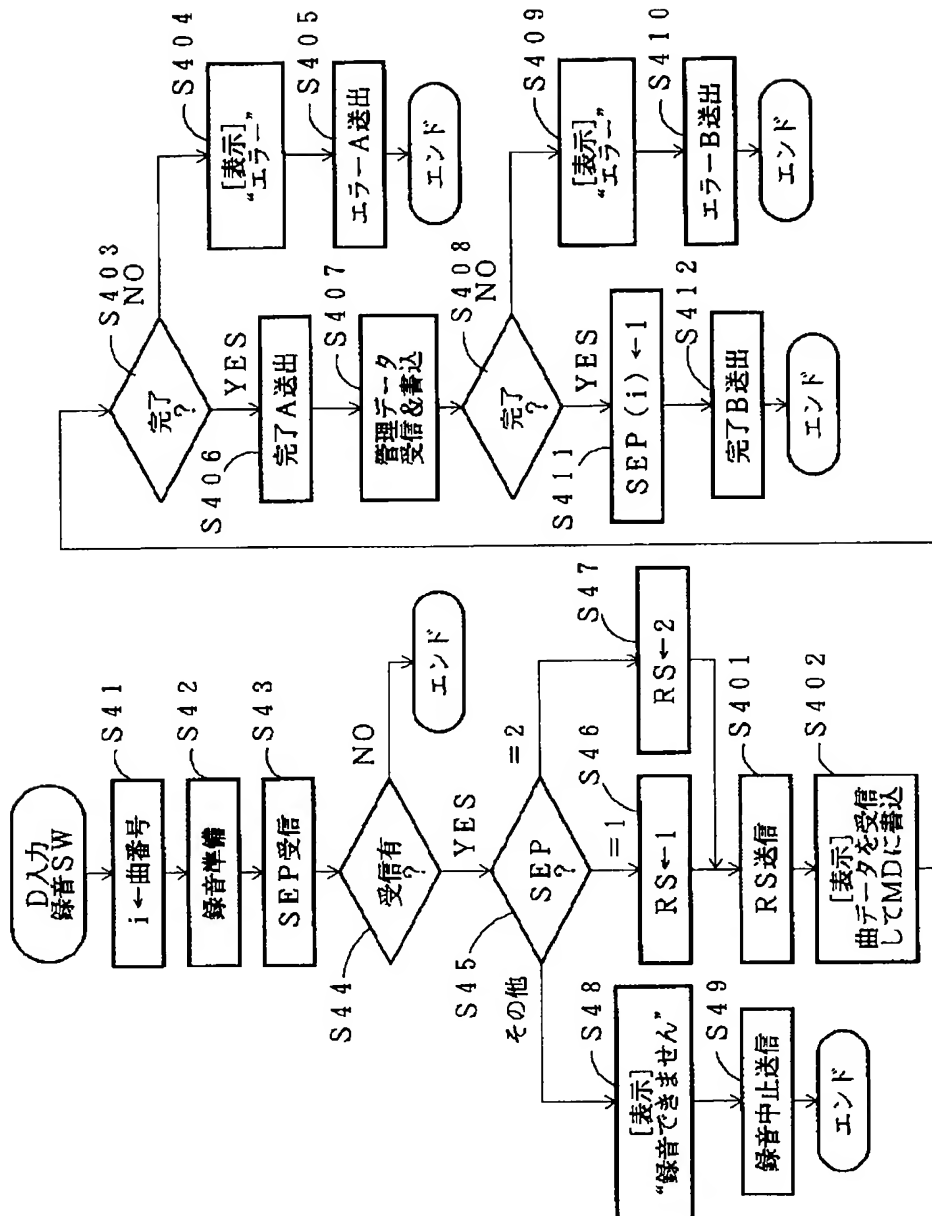 D入力
録音SW
i←曲番号
S41
録音準備
S42
SEP受信
S43
受信有
?
S44
NO
エンド
YES
SEP
?
S45
その他
=1
=2
[表示]
“録音できません”
S48
録音中止送信
S49
エンド
RS←1
S46
RS←2
S47
RS送信
S401
[表示]
曲データを受信
してMDに書込
S402
完了
?
S403
NO
[表示]
“エラー”
S404
エラーA送出
S405
エンド
YES
完了A送出
S406
管理データ
受信&書込
S407
完了
?
S408
NO
[表示]
“エラー”
S409
エラーB送出
S410
エンド
YES
SEP(i)←1
S411
完了B送出
S412
エンド